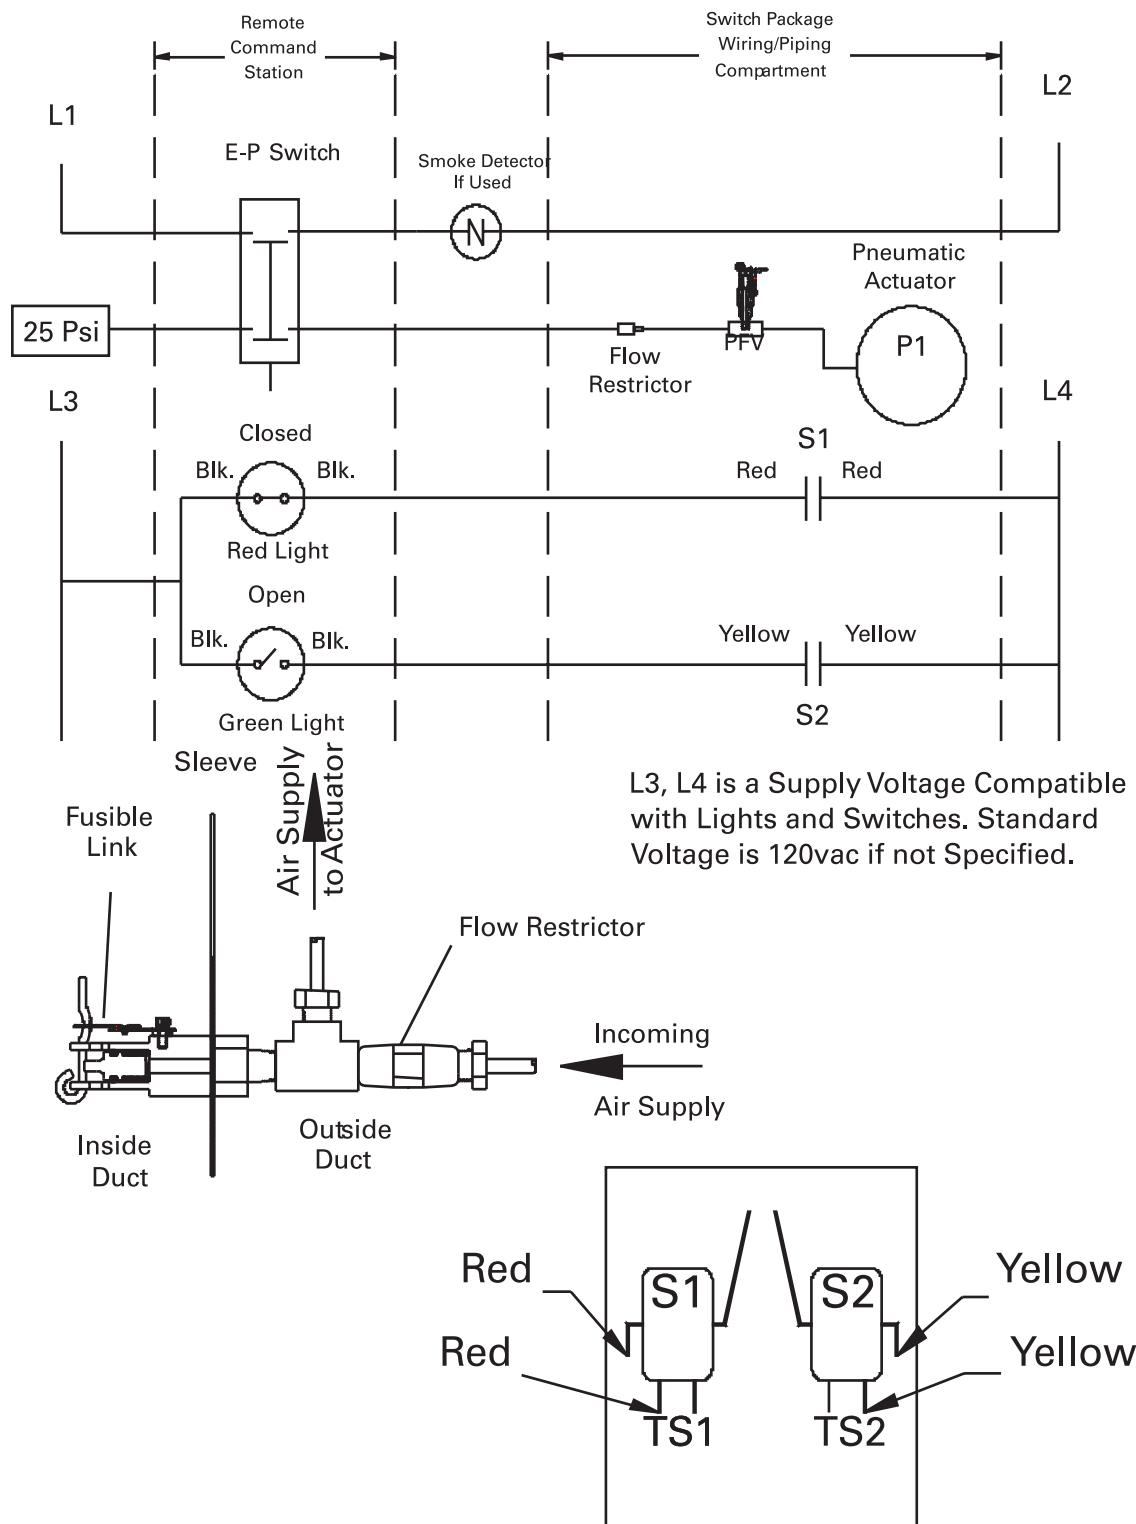 Remote
Command
Station
Switch Package
Wiring/Piping
Compartment
L1
L2
E-P Switch
Smoke Detector
If Used
N
Pneumatic
Actuator
25 Psi
PFV
P1
Flow
Restrictor
L3
L4
Closed
S1
Blk.
Blk.
Red
Red
Red Light
Open
Blk.
Blk.
Yellow
Yellow
Green Light
S2
Sleeve
Air Supply
to Actuator
L3, L4 is a Supply Voltage Compatible
with Lights and Switches. Standard
Voltage is 120vac if not Specified.
Fusible
Link
Flow Restrictor
Incoming
Air Supply
Inside
Duct
Outside
Duct
Red
S1
S2
Yellow
Red
Yellow
TS1
TS2